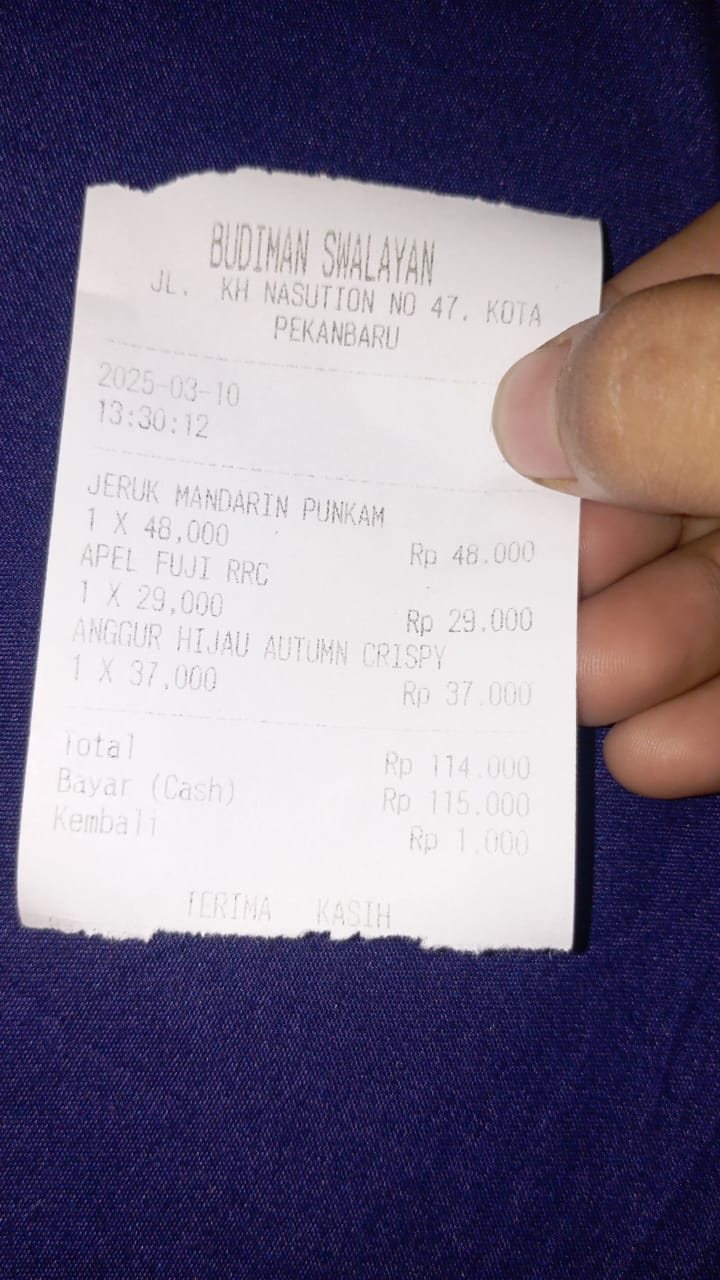 BUDIMAN SWALAYAN
JL. KH NASUTION NO 47. KOTA
PEKANBARU
2025-03-10
13:30:12
JERUK MANDARIN PUNKAM
1 X 48,000
Rp 48.000
APEL FUJI RRC
1 X 29,000
Rp 29.000
ANGGUR HIJAU AUTUMN CRISPY
1 X 37,000
Rp 37.000
Total Rp 114.000
Bayar (Cash) Rp 115.000
Kembali Rp 1.000
TERIMA KASIH